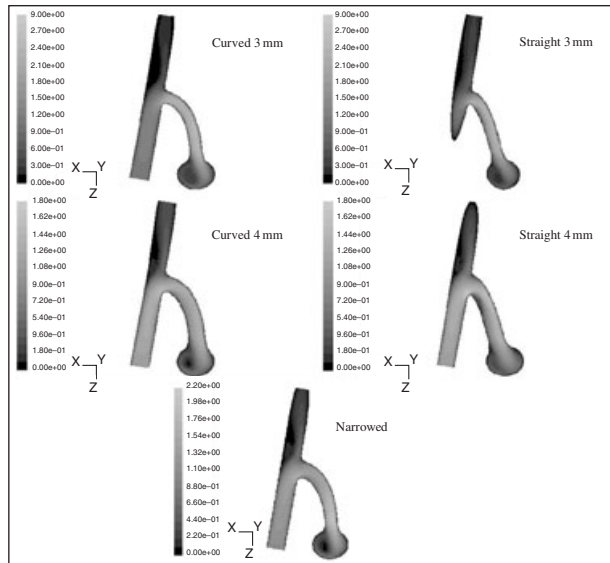 9.00e+00
2.70e+00
2.40e+00
2.10e+00
1.80e+00
1.50e+00
1.20e+00
9.00e−01
6.00e−01
3.00e−01
0.00e+00
X Y
Z
Curved 3 mm
9.00e+00
2.70e+00
2.40e+00
2.10e+00
1.80e+00
1.50e+00
1.20e+00
9.00e−01
6.00e−01
3.00e−01
0.00e+00
X Y
Z
Straight 3 mm
1.80e+00
1.62e+00
1.44e+00
1.26e+00
1.08e+00
9.00e−01
7.20e−01
5.40e−01
3.60e−01
1.80e−01
0.00e+00
X Y
Z
Curved 4 mm
1.80e+00
1.62e+00
1.44e+00
1.26e+00
1.08e+00
9.00e−01
7.20e−01
5.40e−01
3.60e−01
1.80e−01
0.00e+00
X Y
Z
Straight 4 mm
2.20e+00
1.98e+00
1.76e+00
1.54e+00
1.32e+00
1.10e+00
8.80e−01
6.60e−01
4.40e−01
2.20e−01
0.00e+00
X Y
Z
Narrowed